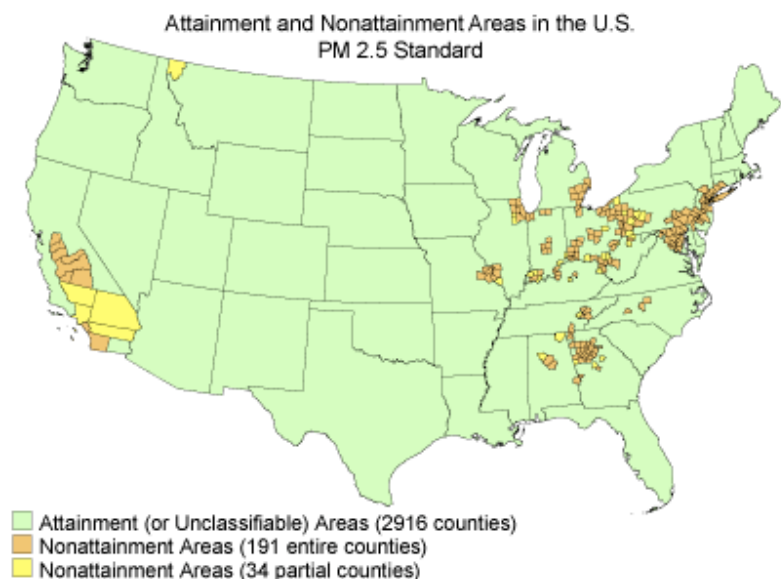 Attainment and Nonattainment Areas in the U.S.
PM 2.5 Standard
Attainment (or Unclassifiable) Areas (2916 counties)
Nonattainment Areas (191 entire counties)
Nonattainment Areas (34 partial counties)